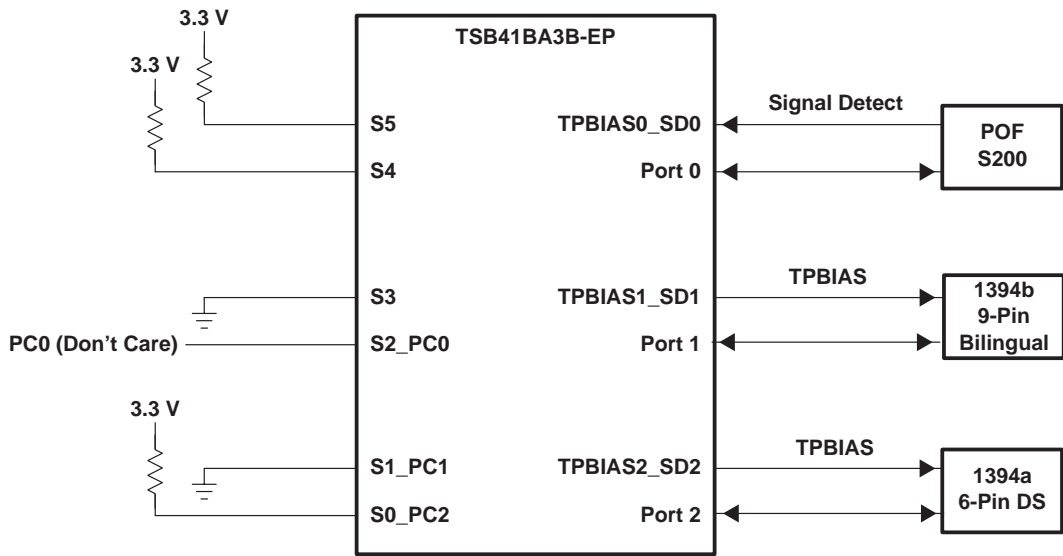 TSB41BA3B-EP
3.3 V
3.3 V
S5
TPBIAS0_SD0
Signal Detect
POF
S200
S4
Port 0
S3
TPBIAS1_SD1
TPBIAS
1394b
9-Pin
Bilingual
PC0 (Don't Care)
S2_PC0
Port 1
3.3 V
S1_PC1
TPBIAS2_SD2
TPBIAS
1394a
6-Pin DS
S0_PC2
Port 2